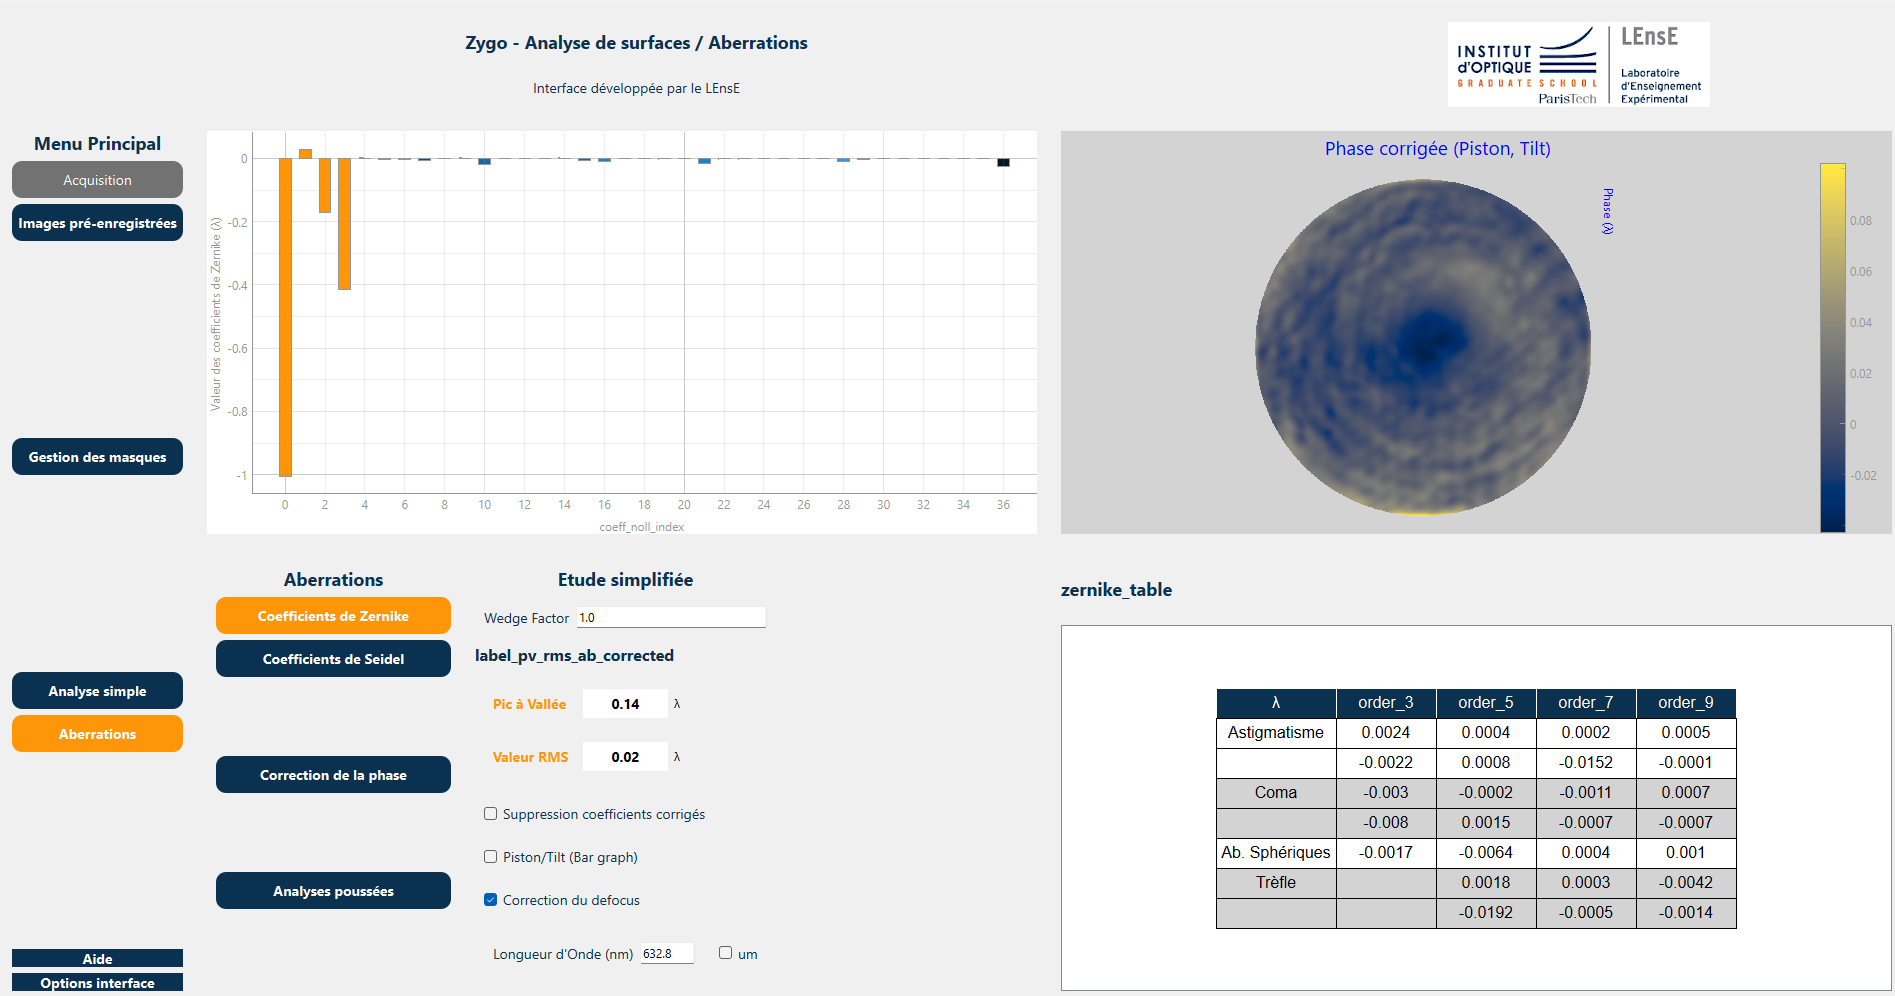 Zygo - Analyse de surfaces / Aberrations
Interface développée par le LEnsE
INSTITUT
d'OPTIQUE
GRADUATE SCHOOL
ParisTech
LEnsE
Laboratoire
d'Enseignement
Expérimental
Menu Principal
Acquisition
Images pré-enregistrées
Gestion des masques
Analyse simple
Aberrations
Aide
Options interface
Valeur des coefficients de Zernike (λ)
0
-0.2
-0.4
-0.6
-0.8
-1
0 2 4 6 8 10 12 14 16 18 20 22 24 26 28 30 32 34 36
coeff_noll_index
Phase corrigée (Piston, Tilt)
Phase (λ)
0.08
0.06
0.04
0.02
0
-0.02
Aberrations
Coefficients de Zernike
Coefficients de Seidel
Correction de la phase
Analyses poussées
Etude simplifiée
Wedge Factor 1.0
label_pv_rms_ab_corrected
Pic à Vallée 0.14 λ
Valeur RMS 0.02 λ
Suppression coefficients corrigés
Piston/Tilt (Bar graph)
Correction du defocus
Longueur d'Onde (nm) 632.8 um
zernike_table
λ order_3 order_5 order_7 order_9
Astigmatisme 0.0024 0.0004 0.0002 0.0005
-0.0022 0.0008 -0.0152 -0.0001
Coma -0.003 -0.0002 -0.0011 0.0007
-0.008 0.0015 -0.0007 -0.0007
Ab. Sphériques -0.0017 -0.0064 0.0004 0.001
Trèfle 0.0018 0.0003 -0.0042
-0.0192 -0.0005 -0.0014